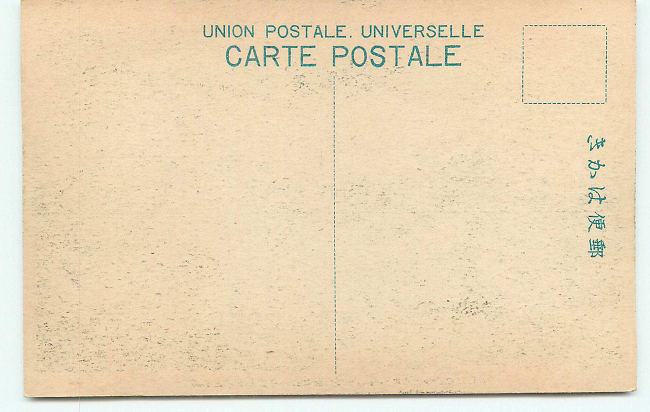 UNION POSTALE. UNIVERSELLE
CARTE POSTALE
きかは便郵